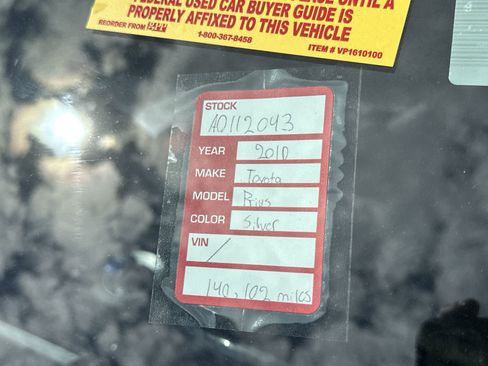 UNTIL A
FEDERAL USED CAR BUYER GUIDE IS
PROPERLY AFFIXED TO THIS VEHICLE
REORDER FROM
1-800-367-8458
ITEM # VP1610100
STOCK
A0112043
YEAR 2010
MAKE Toyota
MODEL Prius
COLOR Silver
VIN /
140,102 miles